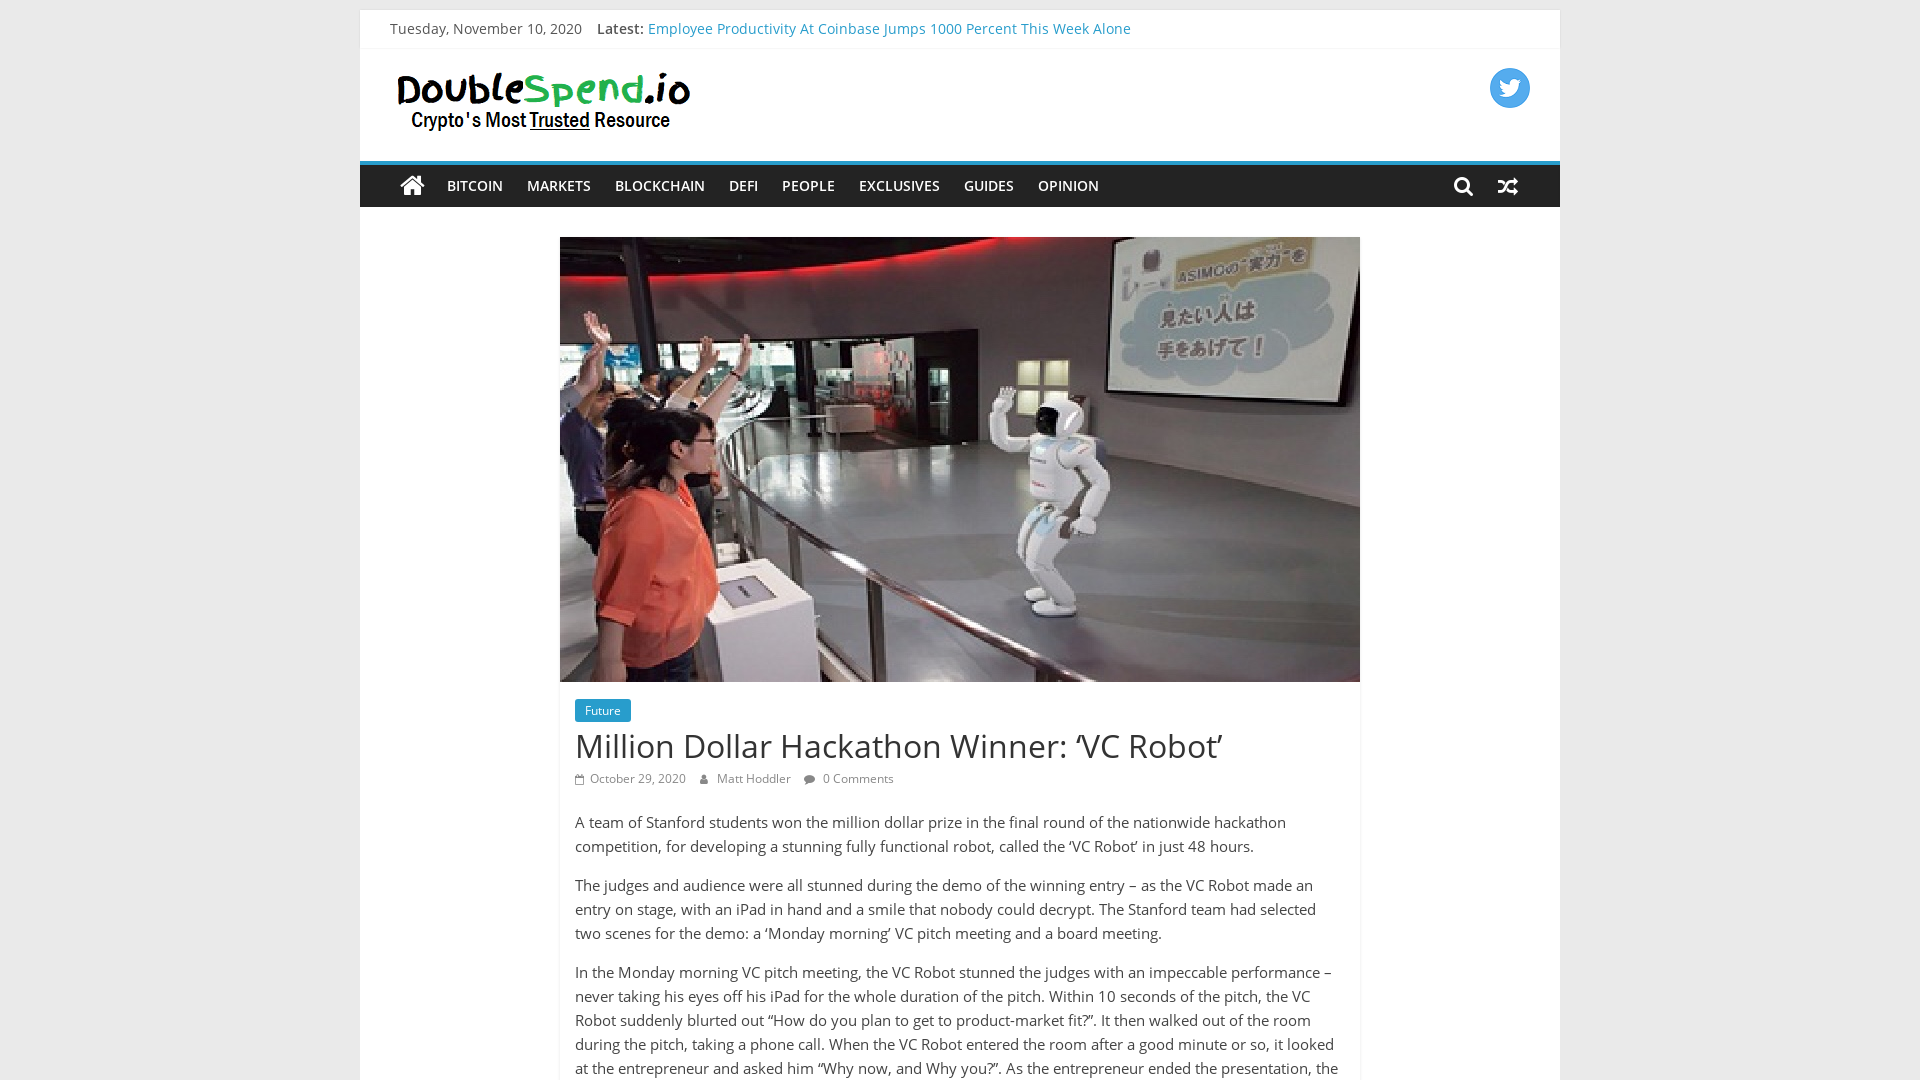 Tuesday, November 10, 2020
Latest: Employee Productivity At Coinbase Jumps 1000 Percent This Week Alone
DoubleSpend.io
Crypto's Most Trusted Resource
BITCOIN MARKETS BLOCKCHAIN DEFI PEOPLE EXCLUSIVES GUIDES OPINION
ASIMOの“実力”を
見たい人は
手をあげて！
Future
Million Dollar Hackathon Winner: ‘VC Robot’
October 29, 2020 Matt Hoddler 0 Comments
A team of Stanford students won the million dollar prize in the final round of the nationwide hackathon
competition, for developing a stunning fully functional robot, called the ‘VC Robot’ in just 48 hours.
The judges and audience were all stunned during the demo of the winning entry – as the VC Robot made an
entry on stage, with an iPad in hand and a smile that nobody could decrypt. The Stanford team had selected
two scenes for the demo: a ‘Monday morning’ VC pitch meeting and a board meeting.
In the Monday morning VC pitch meeting, the VC Robot stunned the judges with an impeccable performance –
never taking his eyes off his iPad for the whole duration of the pitch. Within 10 seconds of the pitch, the VC
Robot suddenly blurted out “How do you plan to get to product-market fit?”. It then walked out of the room
during the pitch, taking a phone call. When the VC Robot entered the room after a good minute or so, it looked
at the entrepreneur and asked him “Why now, and Why you?”. As the entrepreneur ended the presentation, the